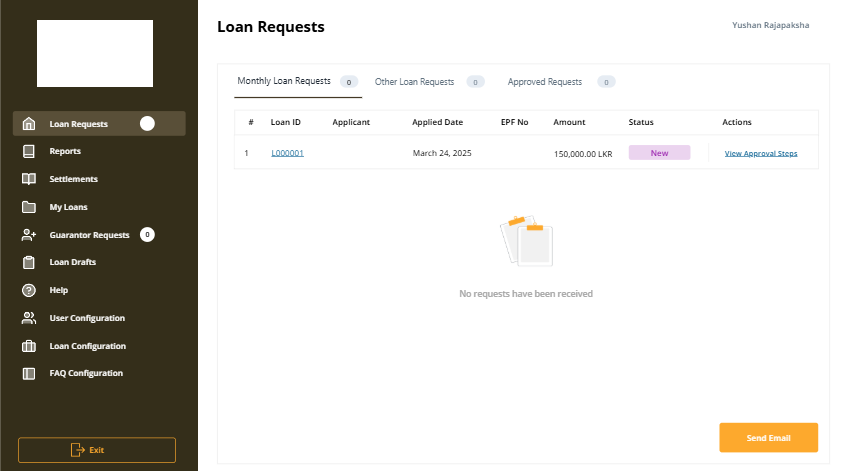 Loan Requests
Yushan Rajapaksha
Loan Requests
Reports
Settlements
My Loans
Guarantor Requests 0
Loan Drafts
Help
User Configuration
Loan Configuration
FAQ Configuration
Exit
Monthly Loan Requests 0 Other Loan Requests 0 Approved Requests 0
# Loan ID Applicant Applied Date EPF No Amount Status Actions
1 L000001 March 24, 2025 150,000.00 LKR New View Approval Steps
No requests have been received
Send Email